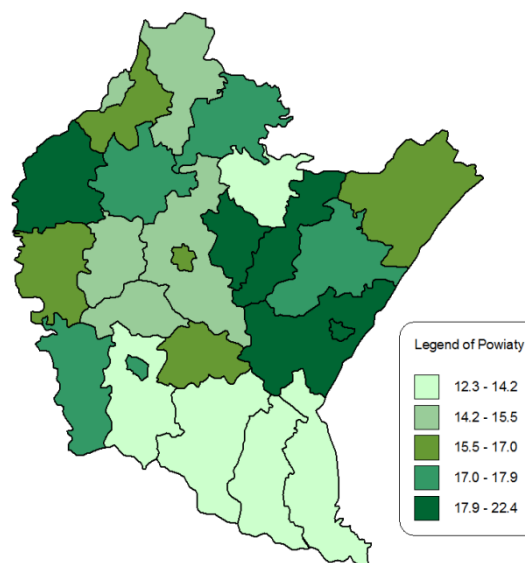 Legend of Powiaty
12.3 - 14.2
14.2 - 15.5
15.5 - 17.0
17.0 - 17.9
17.9 - 22.4